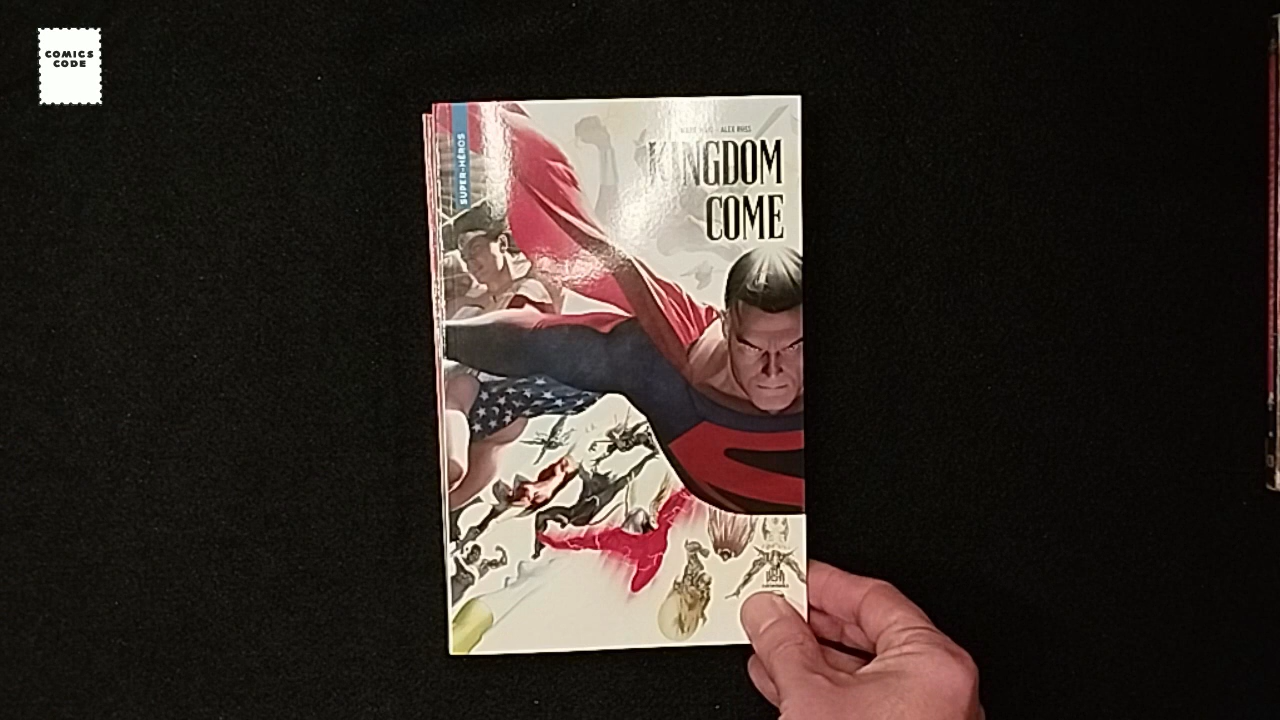 COMICS
CODE
SUPER-HÉROS
ALEX ROSS
KINGDOM
COME